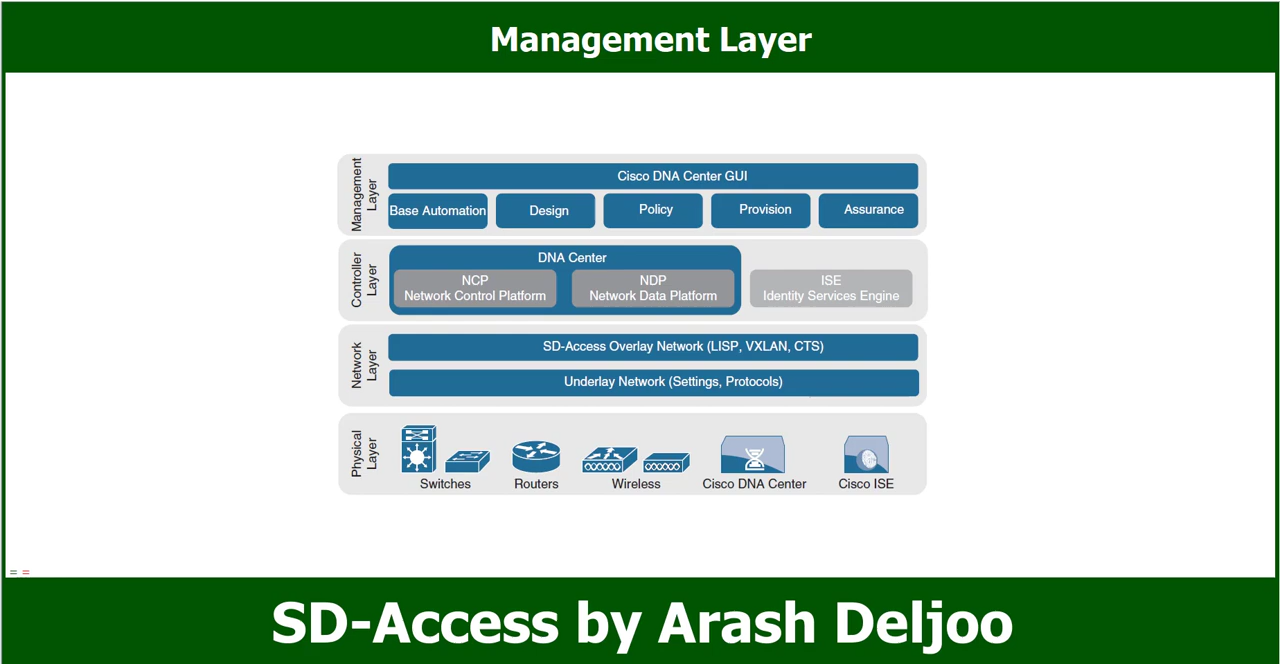 Management Layer
Management
Layer
Cisco DNA Center GUI
Base Automation
Design
Policy
Provision
Assurance
Controller
Layer
DNA Center
NCP
Network Control Platform
NDP
Network Data Platform
ISE
Identity Services Engine
Network
Layer
SD-Access Overlay Network (LISP, VXLAN, CTS)
Underlay Network (Settings, Protocols)
Physical
Layer
Switches
Routers
Wireless
Cisco DNA Center
Cisco ISE
= =
SD-Access by Arash Deljoo